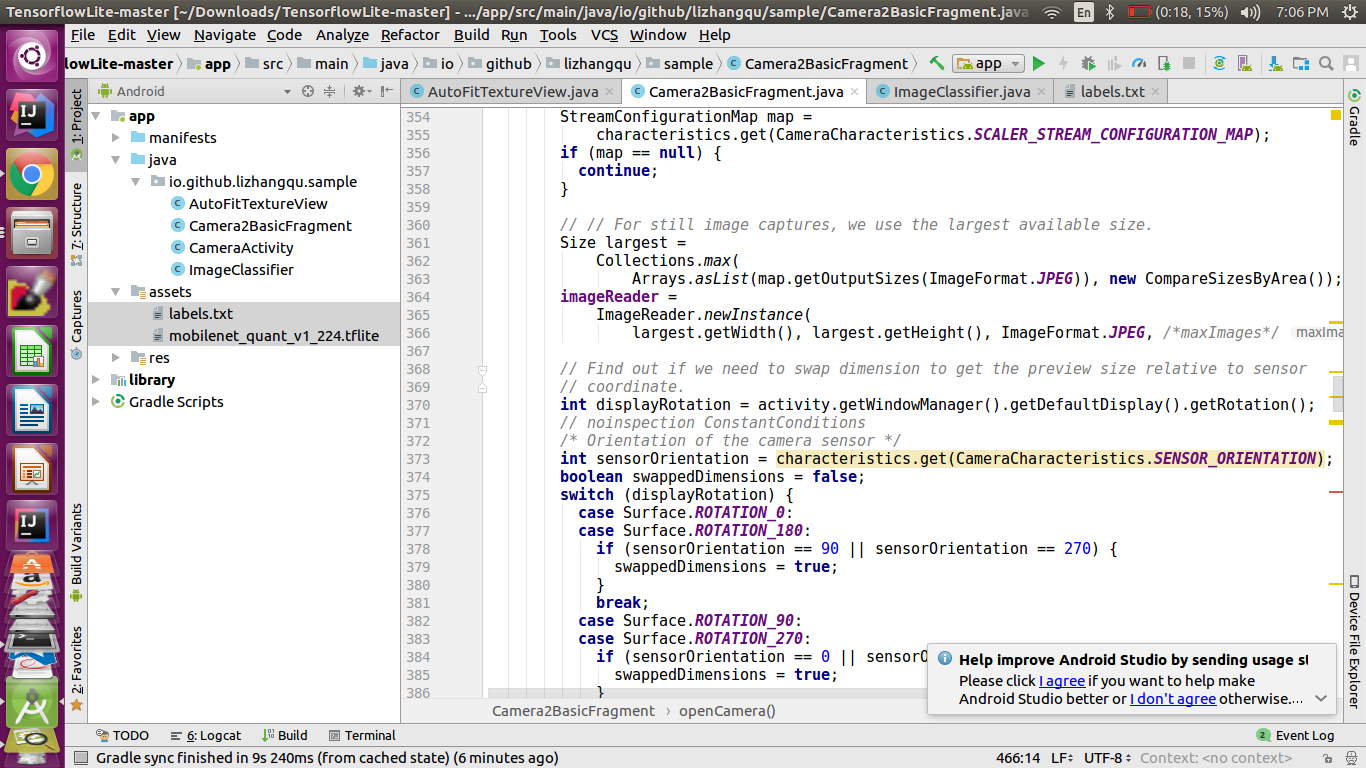 TensorflowLite-master [~/Downloads/TensorflowLite-master] - .../app/src/main/java/io/github/lizhangqu/sample/Camera2BasicFragment.java
En (0:18, 15%) 7:06 PM
File Edit View Navigate Code Analyze Refactor Build Run Tools VCS Window Help
lowLite-master app src main java io github lizhangqu sample Camera2BasicFragment app
1: Project
7: Structure
Captures
Build Variants
2: Favorites
Android
app
manifests
java
io.github.lizhangqu.sample
AutoFitTextureView
Camera2BasicFragment
CameraActivity
ImageClassifier
assets
labels.txt
mobilenet_quant_v1_224.tflite
res
library
Gradle Scripts
AutoFitTextureView.java Camera2BasicFragment.java ImageClassifier.java labels.txt
354 StreamConfigurationMap map =
355 characteristics.get(CameraCharacteristics.SCALER_STREAM_CONFIGURATION_MAP);
356 if (map == null) {
357 continue;
358 }
359
360 // // For still image captures, we use the largest available size.
361 Size largest =
362 Collections.max(
363 Arrays.asList(map.getOutputSizes(ImageFormat.JPEG)), new CompareSizesByArea());
364 imageReader =
365 ImageReader.newInstance(
366 largest.getWidth(), largest.getHeight(), ImageFormat.JPEG, /*maxImages*/ maxIma
367
368 // Find out if we need to swap dimension to get the preview size relative to sensor
369 // coordinate.
370 int displayRotation = activity.getWindowManager().getDefaultDisplay().getRotation();
371 // noinspection ConstantConditions
372 /* Orientation of the camera sensor */
373 int sensorOrientation = characteristics.get(CameraCharacteristics.SENSOR_ORIENTATION);
374 boolean swappedDimensions = false;
375 switch (displayRotation) {
376 case Surface.ROTATION_0:
377 case Surface.ROTATION_180:
378 if (sensorOrientation == 90 || sensorOrientation == 270) {
379 swappedDimensions = true;
380 }
381 break;
382 case Surface.ROTATION_90:
383 case Surface.ROTATION_270:
384 if (sensorOrientation == 0 || sensorO
385 swappedDimensions = true;
386 }
Gradle
Device File Explorer
Help improve Android Studio by sending usage st
Please click I agree if you want to help make
Android Studio better or I don't agree otherwise....
Camera2BasicFragment openCamera()
TODO 6: Logcat Build Terminal 2 Event Log
Gradle sync finished in 9s 240ms (from cached state) (6 minutes ago) 466:14 LF UTF-8 Context: <no context>